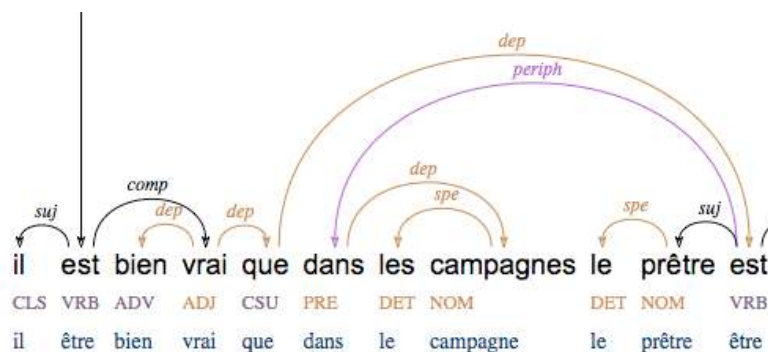 dep
periph
dep
comp
spe
suj
dep
dep
spe
suj
il est bien vrai que dans les campagnes le prêtre est
CLS VRB ADV ADJ CSU PRE DET NOM DET NOM VRB
il être bien vrai que dans le campagne le prêtre être